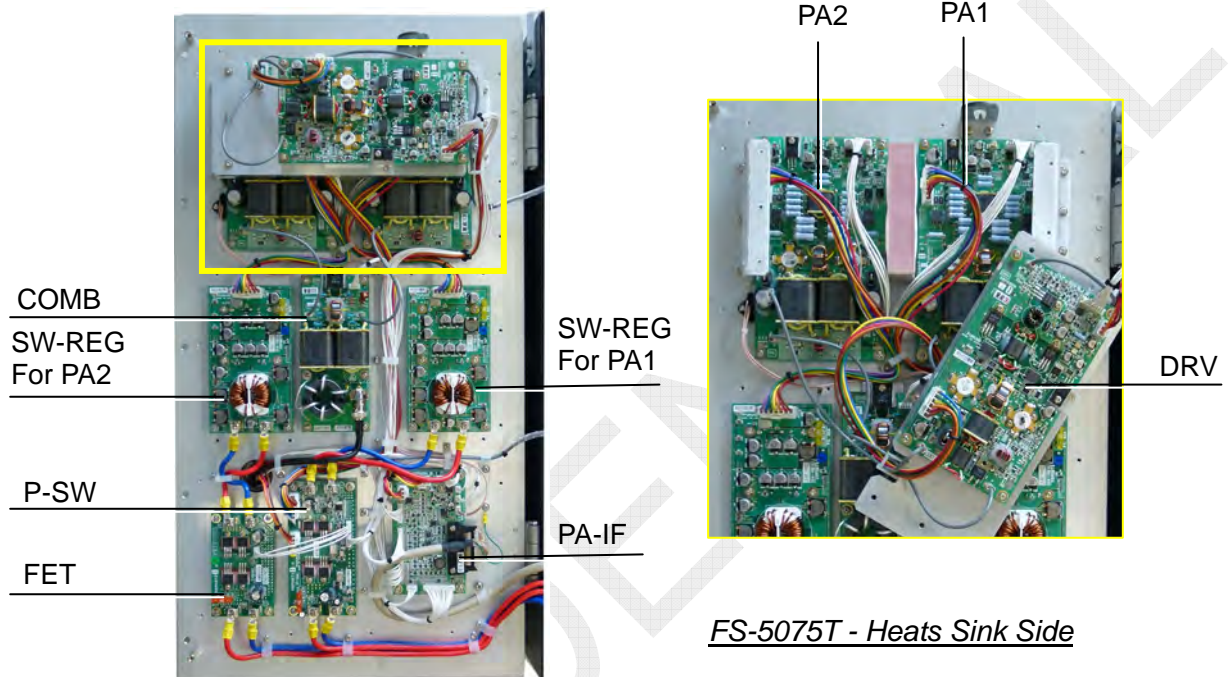 PA2
PA1
COMB
SW-REG
For PA2
SW-REG
For PA1
DRV
P-SW
PA-IF
FET
FS-5075T - Heats Sink Side